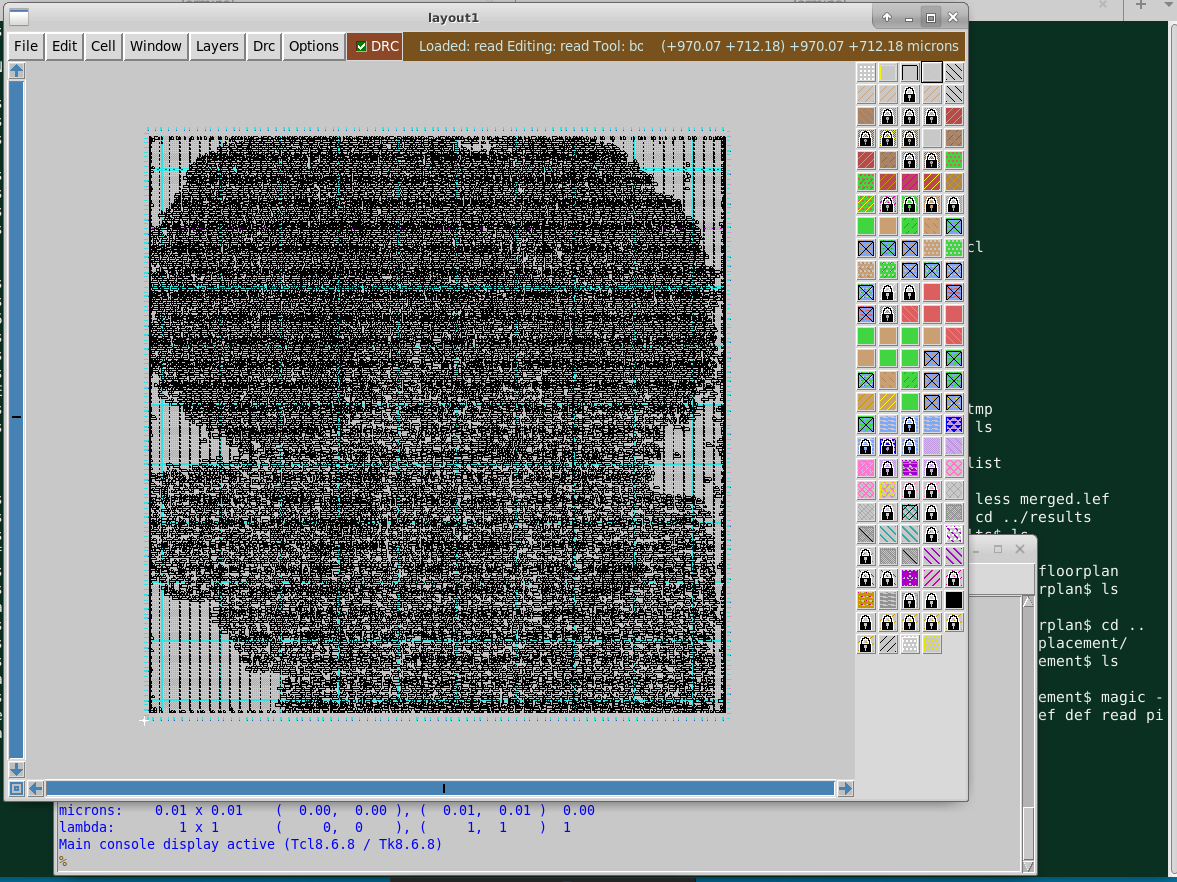 layout1
File Edit Cell Window Layers Drc Options DRC Loaded: read Editing: read Tool: bc (+970.07 +712.18) +970.07 +712.18 microns
cl
tmp
ls
list
less merged.lef
cd ../results
floorplan
rplan$ ls
rplan$ cd ..
placement/
ement$ ls
ement$ magic -
ef def read pi
microns: 0.01 x 0.01 ( 0.00, 0.00 ), ( 0.01, 0.01 ) 0.00
lambda: 1 x 1 ( 0, 0 ), ( 1, 1 ) 1
Main console display active (Tcl8.6.8 / Tk8.6.8)
%